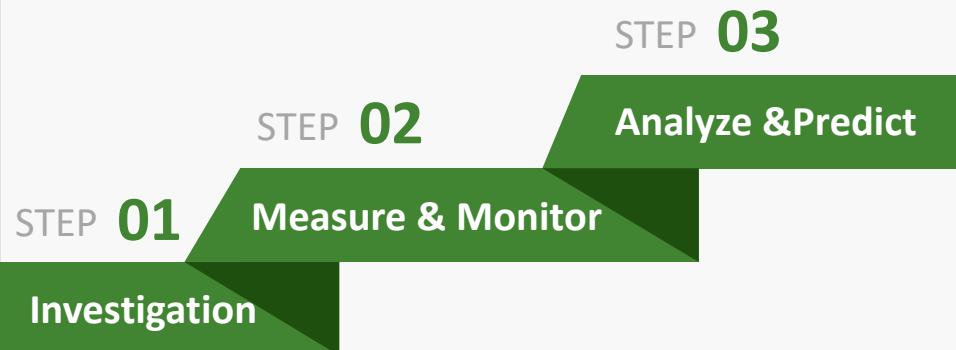 STEP 01
Investigation
STEP 02
Measure & Monitor
STEP 03
Analyze &Predict